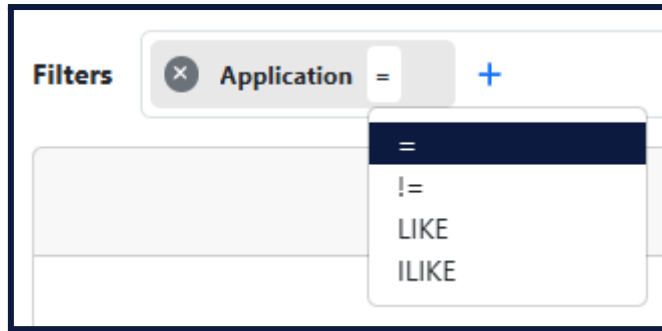 Filters Application = +
=
!=
LIKE
ILIKE